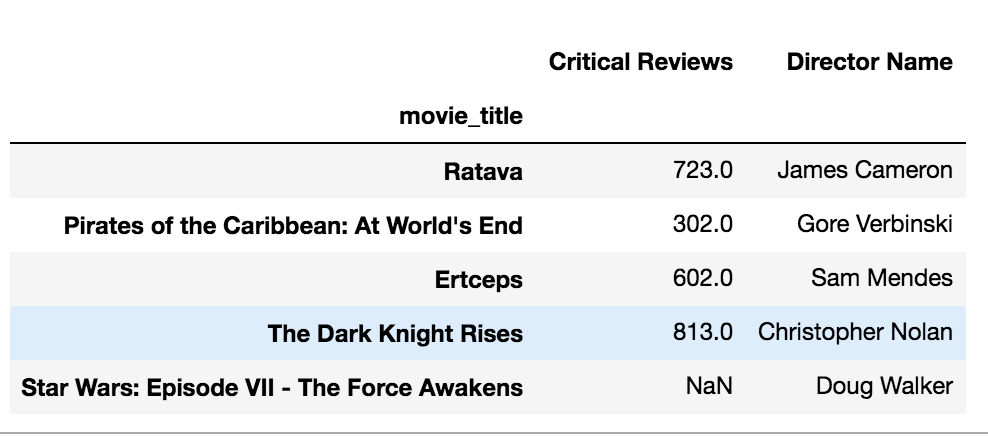 Critical Reviews Director Name
movie_title
Ratava 723.0 James Cameron
Pirates of the Caribbean: At World's End 302.0 Gore Verbinski
Ertceps 602.0 Sam Mendes
The Dark Knight Rises 813.0 Christopher Nolan
Star Wars: Episode VII - The Force Awakens NaN Doug Walker